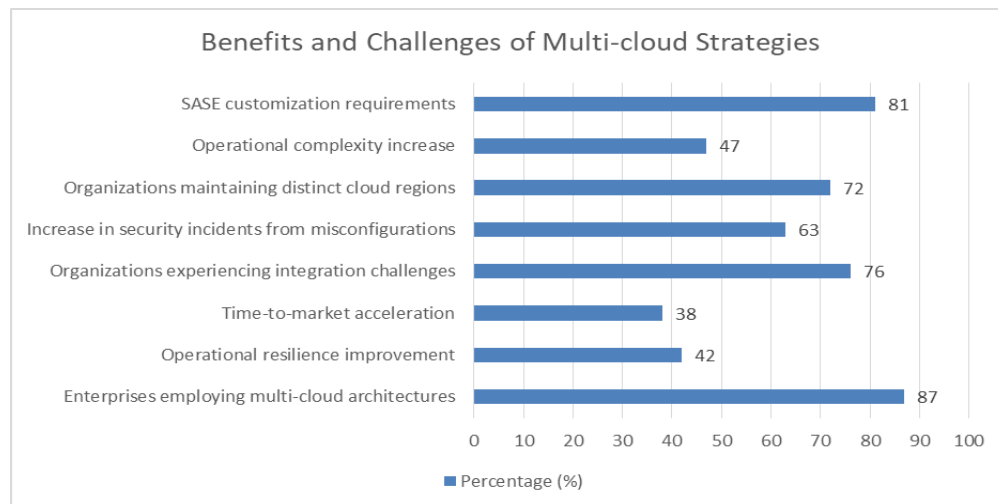 Benefits and Challenges of Multi-cloud Strategies
SASE customization requirements 81
Operational complexity increase 47
Organizations maintaining distinct cloud regions 72
Increase in security incidents from misconfigurations 63
Organizations experiencing integration challenges 76
Time-to-market acceleration 38
Operational resilience improvement 42
Enterprises employing multi-cloud architectures 87
0 10 20 30 40 50 60 70 80 90 100
Percentage (%)